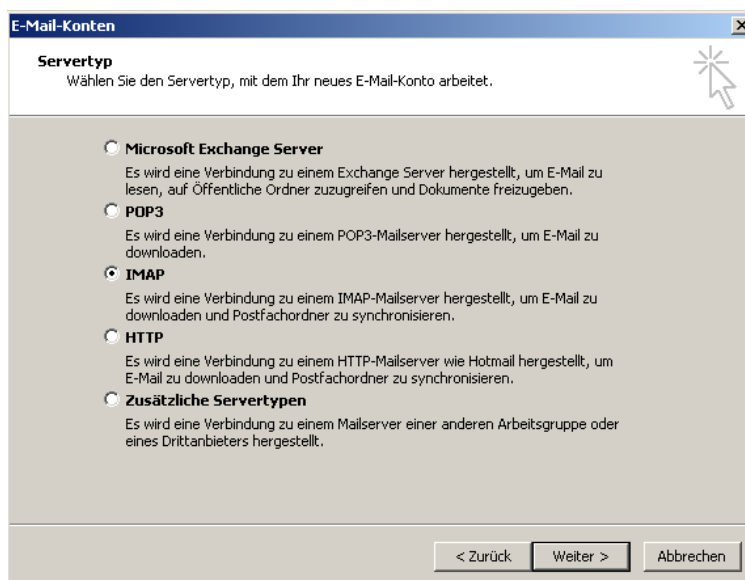 E-Mail-Konten
Servertyp
Wählen Sie den Servertyp, mit dem Ihr neues E-Mail-Konto arbeitet.
Microsoft Exchange Server
Es wird eine Verbindung zu einem Exchange Server hergestellt, um E-Mail zu
lesen, auf Öffentliche Ordner zuzugreifen und Dokumente freizugeben.
POP3
Es wird eine Verbindung zu einem POP3-Mailserver hergestellt, um E-Mail zu
downloaden.
IMAP
Es wird eine Verbindung zu einem IMAP-Mailserver hergestellt, um E-Mail zu
downloaden und Postfachordner zu synchronisieren.
HTTP
Es wird eine Verbindung zu einem HTTP-Mailserver wie Hotmail hergestellt, um
E-Mail zu downloaden und Postfachordner zu synchronisieren.
Zusätzliche Servertypen
Es wird eine Verbindung zu einem Mailserver einer anderen Arbeitsgruppe oder
eines Drittanbieters hergestellt.
< Zurück Weiter > Abbrechen